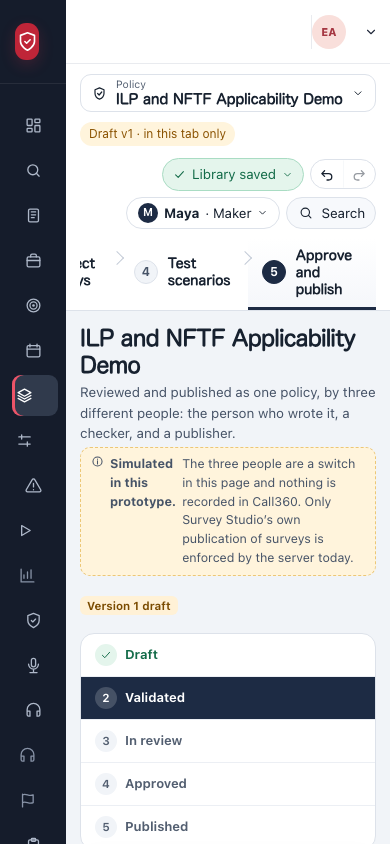 EA
Policy
ILP and NFTF Applicability Demo
Draft v1 · in this tab only
Library saved
M Maya · Maker
Search
ect
ys
4 Test
scenarios
5 Approve
and
publish
ILP and NFTF Applicability
Demo
Reviewed and published as one policy, by three
different people: the person who wrote it, a
checker, and a publisher.
Simulated
in this
prototype.
The three people are a switch
in this page and nothing is
recorded in Call360. Only
Survey Studio's own
publication of surveys is
enforced by the server today.
Version 1 draft
Draft
2 Validated
3 In review
4 Approved
5 Published